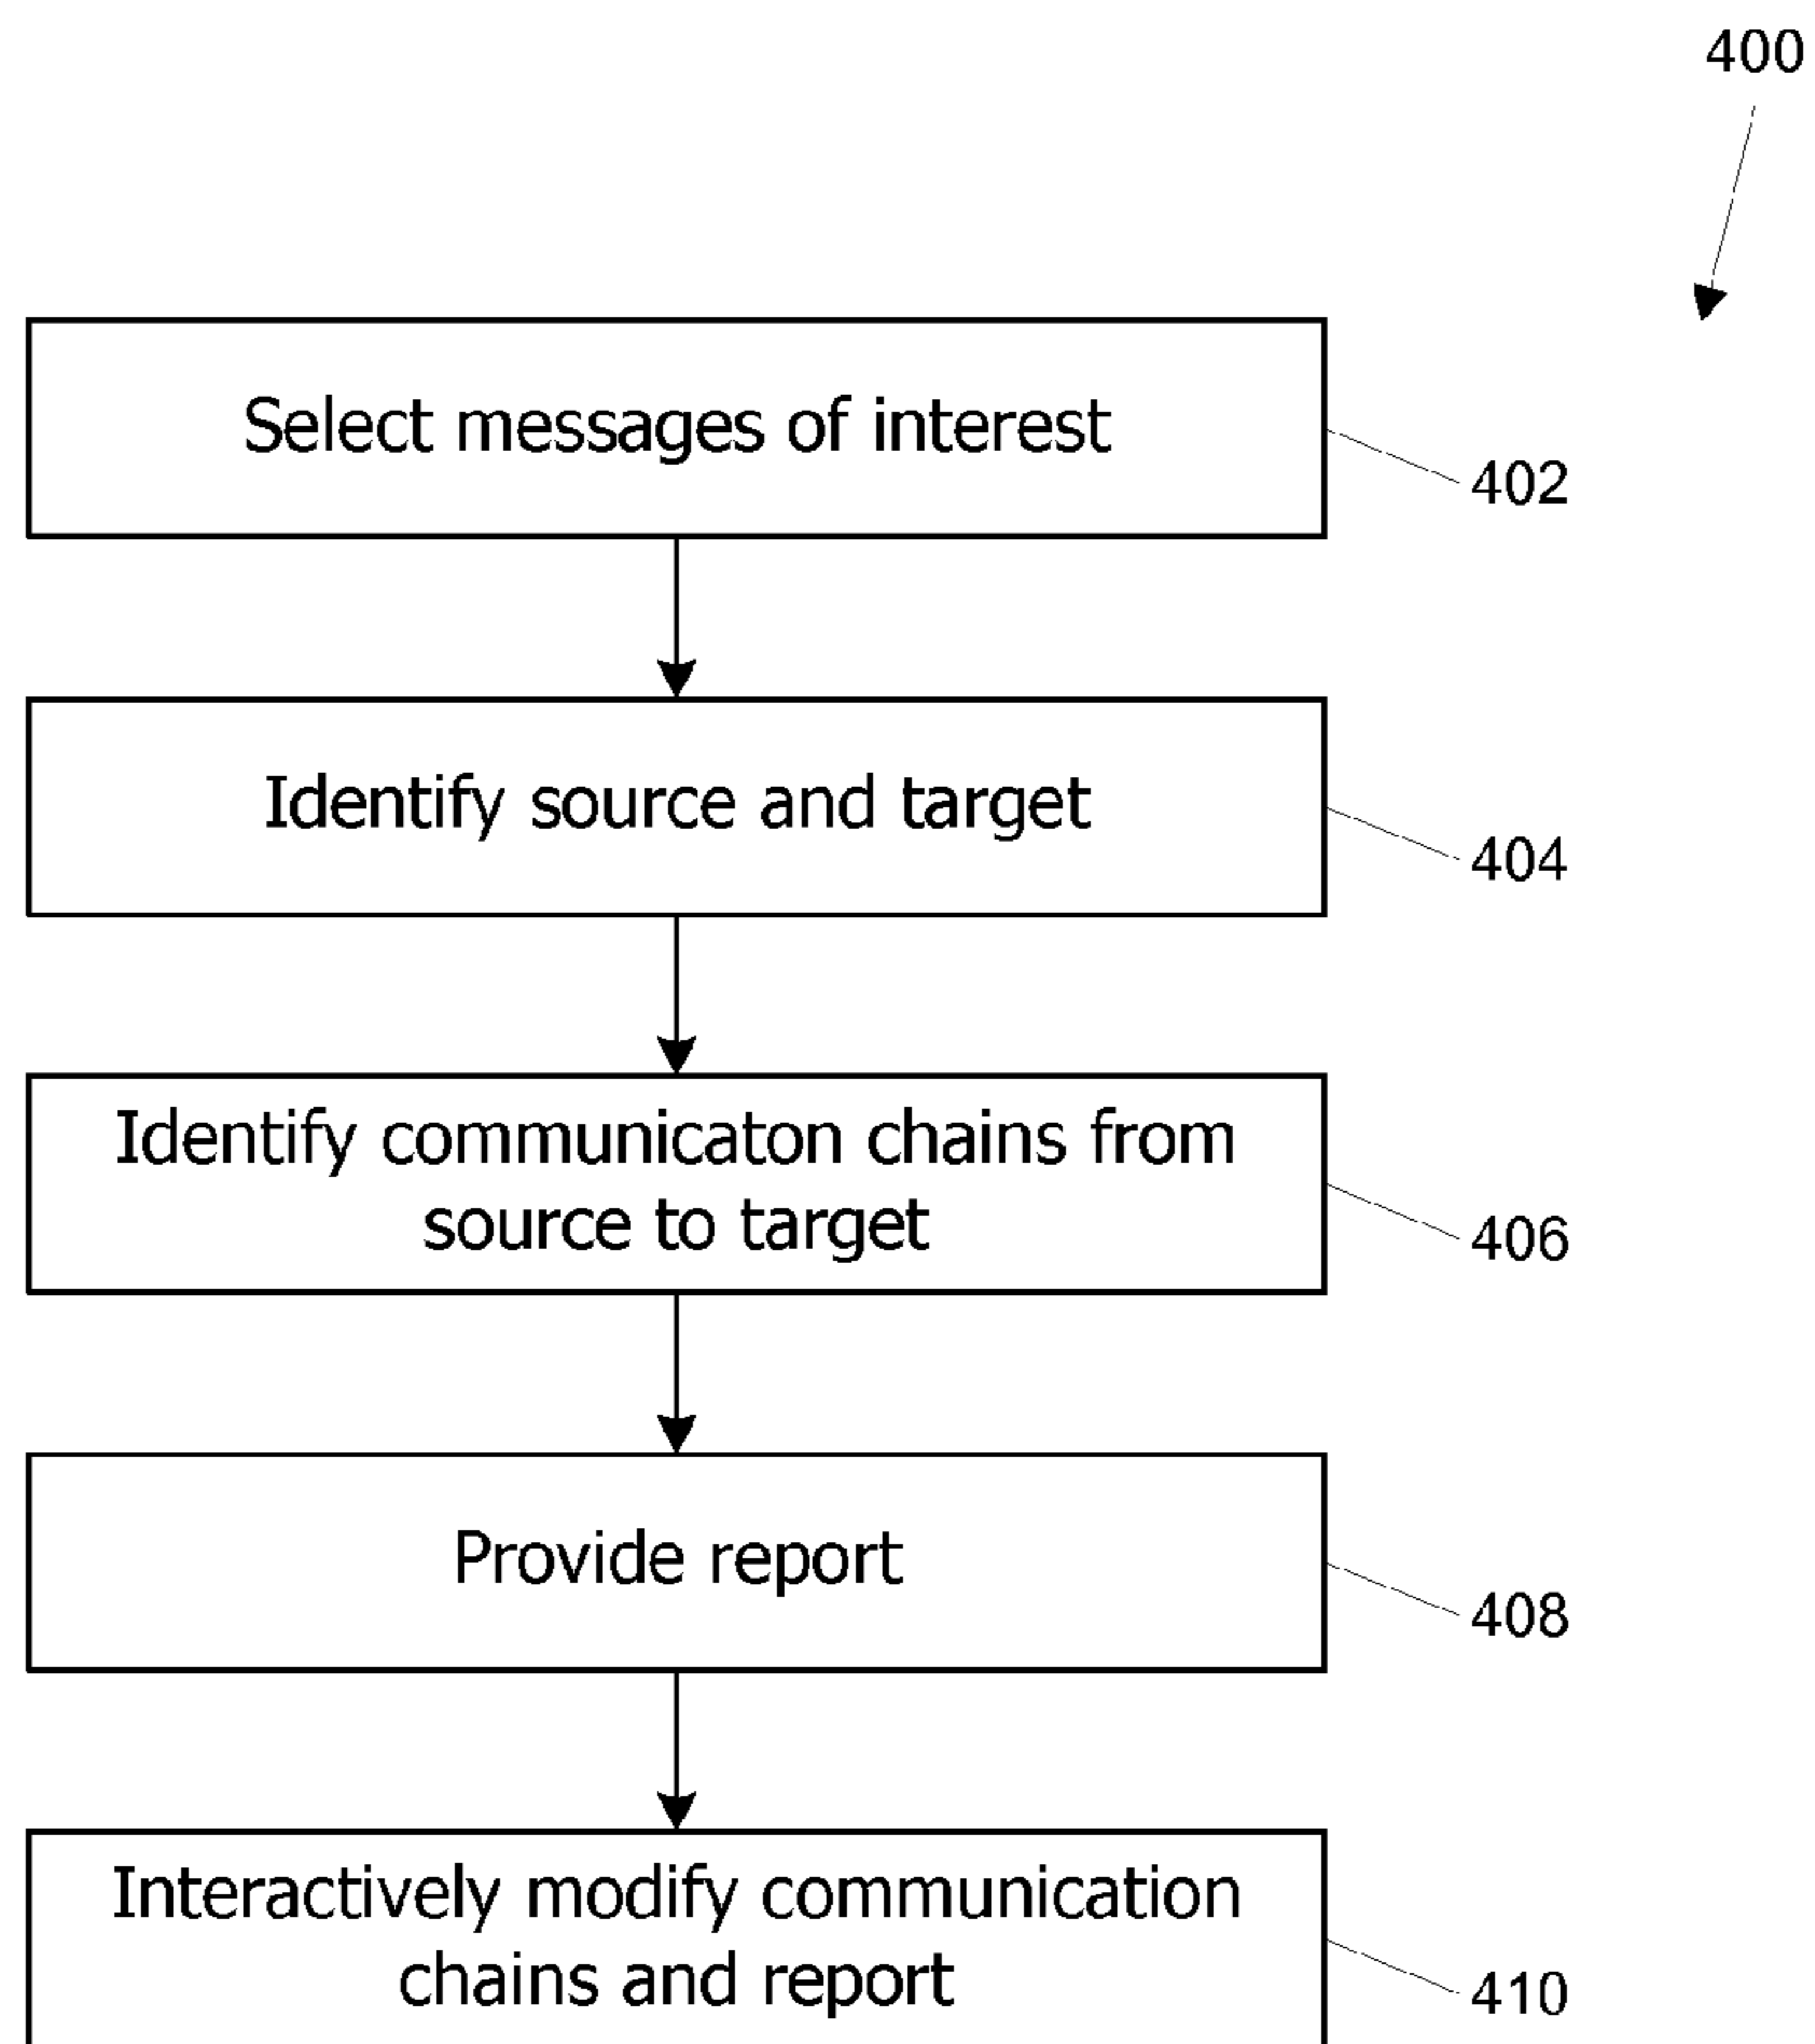 400
Select messages of interest
402
Identify source and target
404
Identify communicaton chains from
source to target
406
Provide report
408
Interactively modify communication
chains and report
410